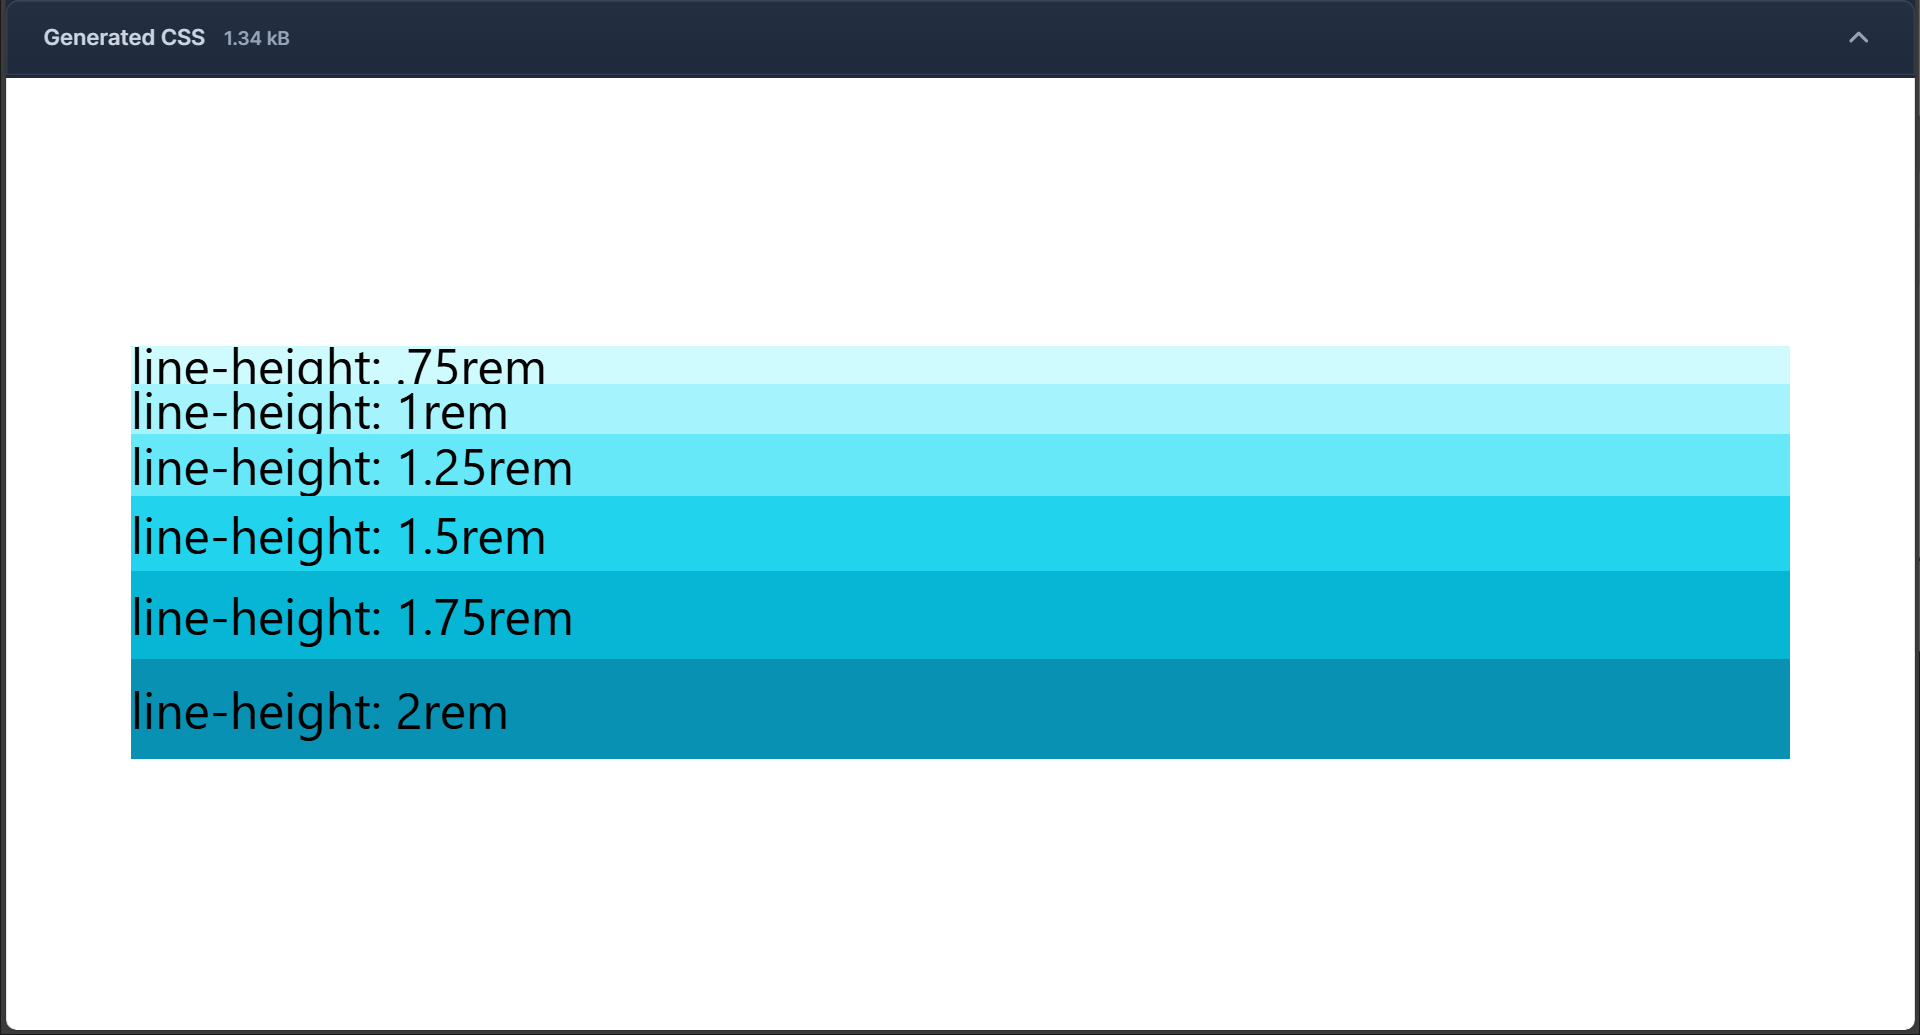 Generated CSS 1.34 kB
line-height: .75rem
line-height: 1rem
line-height: 1.25rem
line-height: 1.5rem
line-height: 1.75rem
line-height: 2rem